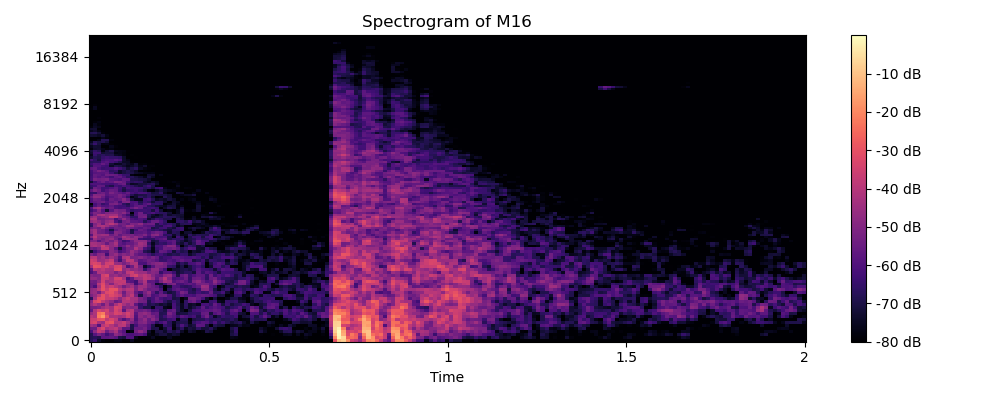 Spectrogram of M16
16384
8192
4096
2048
1024
512
0
Hz
0
0.5
1
1.5
2
Time
-10 dB
-20 dB
-30 dB
-40 dB
-50 dB
-60 dB
-70 dB
-80 dB